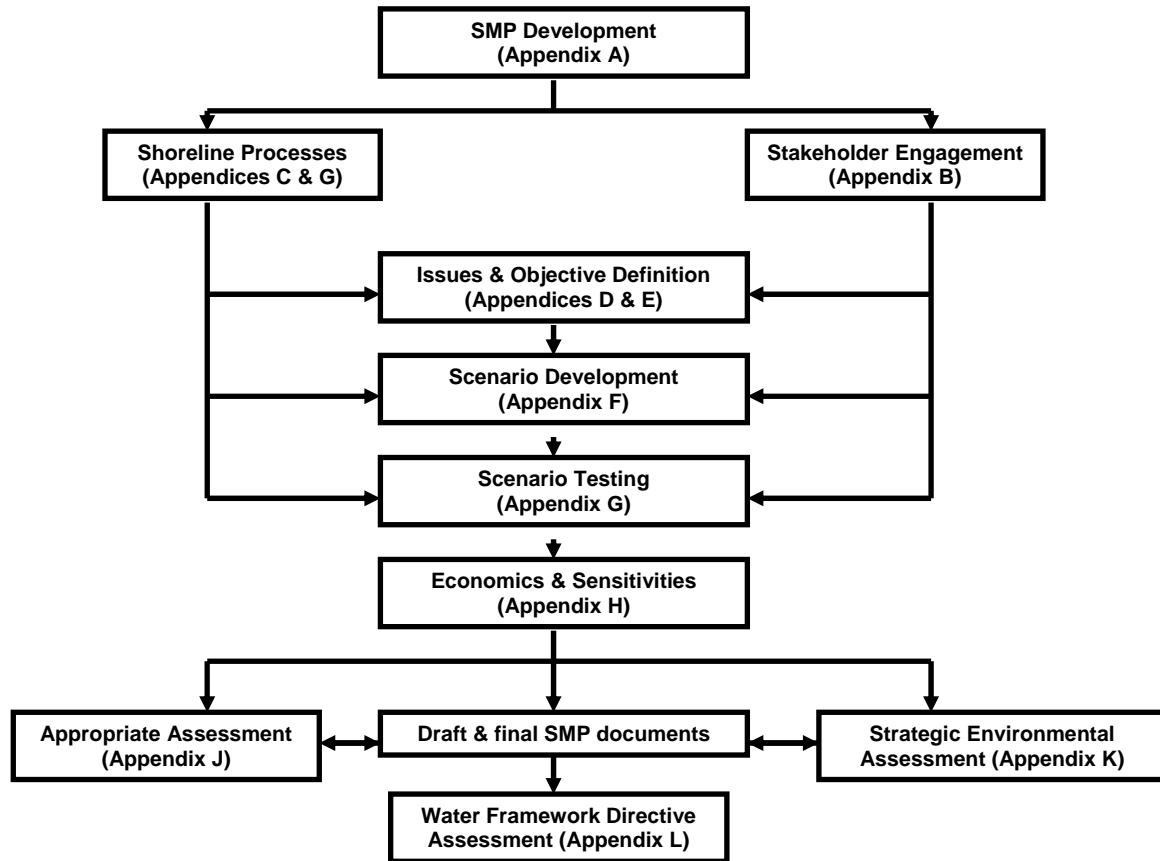 SMP Development
(Appendix A)
Shoreline Processes
(Appendices C & G)
Stakeholder Engagement
(Appendix B)
Issues & Objective Definition
(Appendices D & E)
Scenario Development
(Appendix F)
Scenario Testing
(Appendix G)
Economics & Sensitivities
(Appendix H)
Appropriate Assessment
(Appendix J)
Draft & final SMP documents
Strategic Environmental
Assessment (Appendix K)
Water Framework Directive
Assessment (Appendix L)